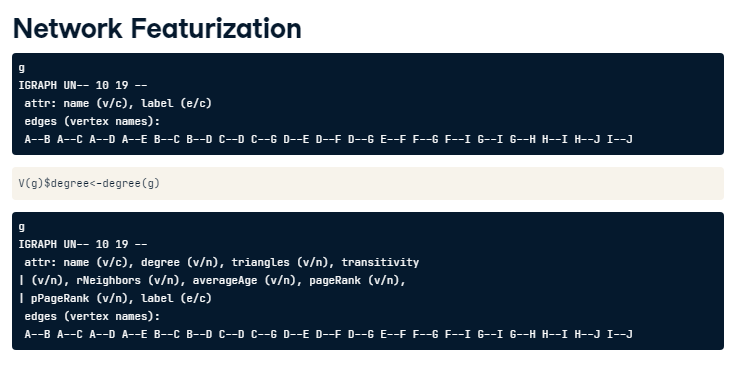 Network Featurization
g
IGRAPH UN-- 10 19 --
attr: name (v/c), label (e/c)
edges (vertex names):
A--B A--C A--D A--E B--C B--D C--D C--G D--E D--F D--G E--F F--G F--I G--I G--H H--I H--J I--J
V(g)$degree<-degree(g)
g
IGRAPH UN-- 10 19 --
attr: name (v/c), degree (v/n), triangles (v/n), transitivity
| (v/n), rNeighbors (v/n), averageAge (v/n), pageRank (v/n),
| pPageRank (v/n), label (e/c)
edges (vertex names):
A--B A--C A--D A--E B--C B--D C--D C--G D--E D--F D--G E--F F--G F--I G--I G--H H--I H--J I--J